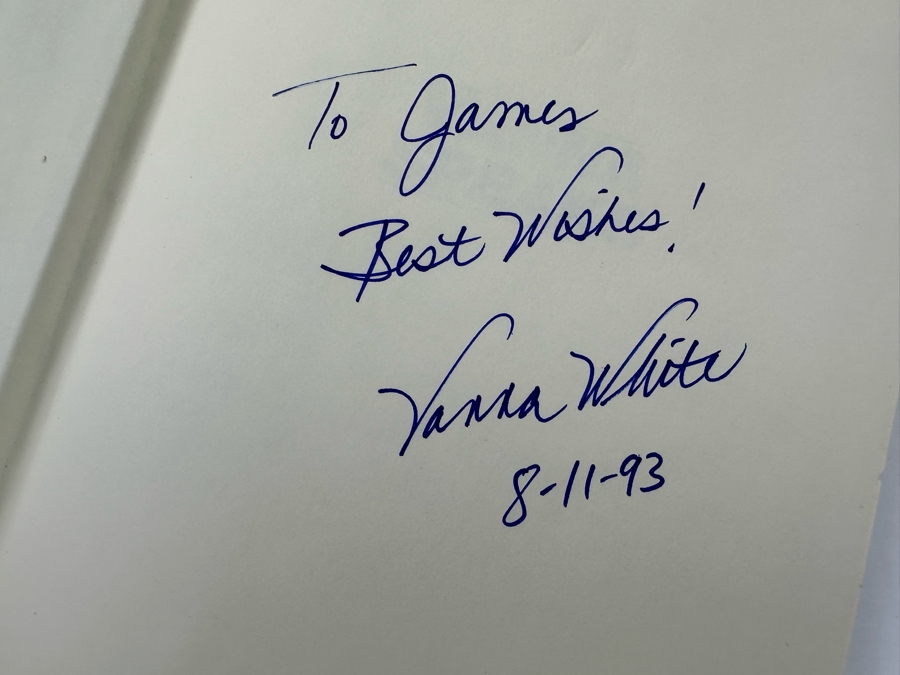 To James
Best Wishes!
Vanna White
8-11-93